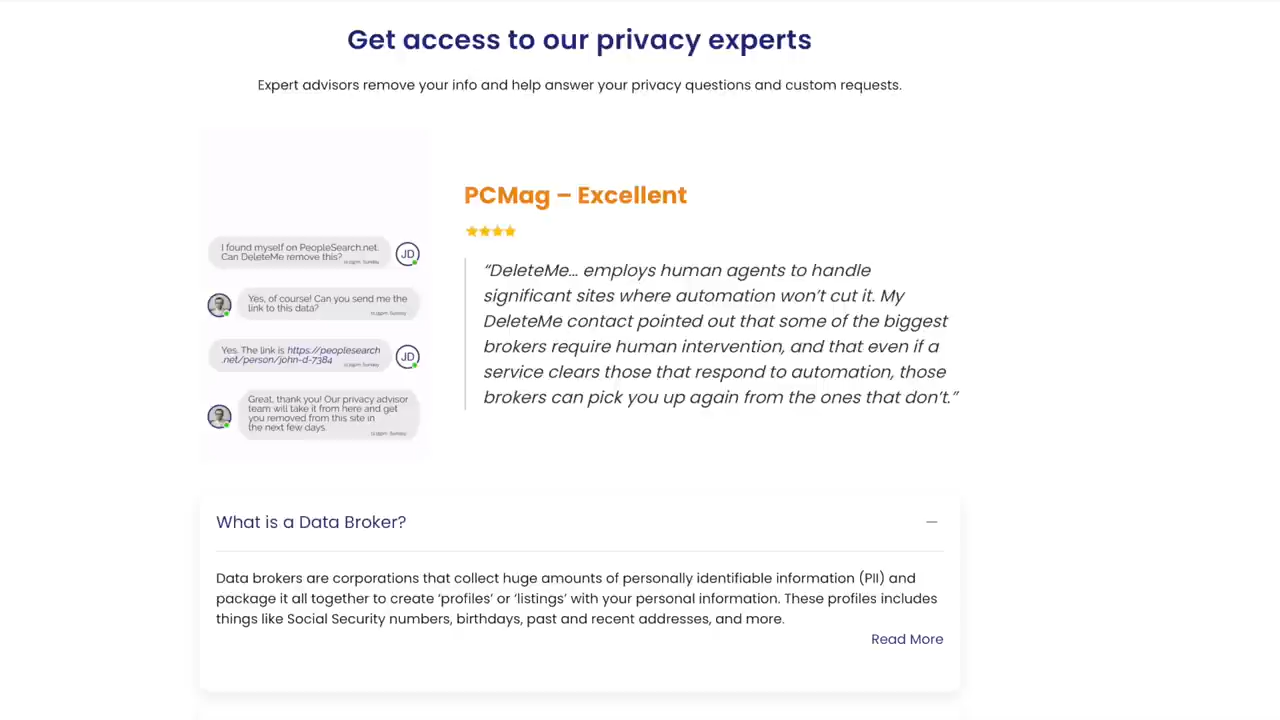 Get access to our privacy experts
Expert advisors remove your info and help answer your privacy questions and custom requests.
I found myself on PeopleSearch.net.
Can DeleteMe remove this?
12:15pm. Sunday
JD
Yes, of course! Can you send me the
link to this data?
Yes. The link is https://peoplesearch
.net/person/john-d-7384
JD
Great, thank you! Our privacy advisor
team will take it from here and get
you removed from this site in
the next few days.
PCMag – Excellent
“DeleteMe... employs human agents to handle
significant sites where automation won’t cut it. My
DeleteMe contact pointed out that some of the biggest
brokers require human intervention, and that even if a
service clears those that respond to automation, those
brokers can pick you up again from the ones that don’t.”
What is a Data Broker?
Data brokers are corporations that collect huge amounts of personally identifiable information (PII) and
package it all together to create ‘profiles’ or ‘listings’ with your personal information. These profiles includes
things like Social Security numbers, birthdays, past and recent addresses, and more.
Read More